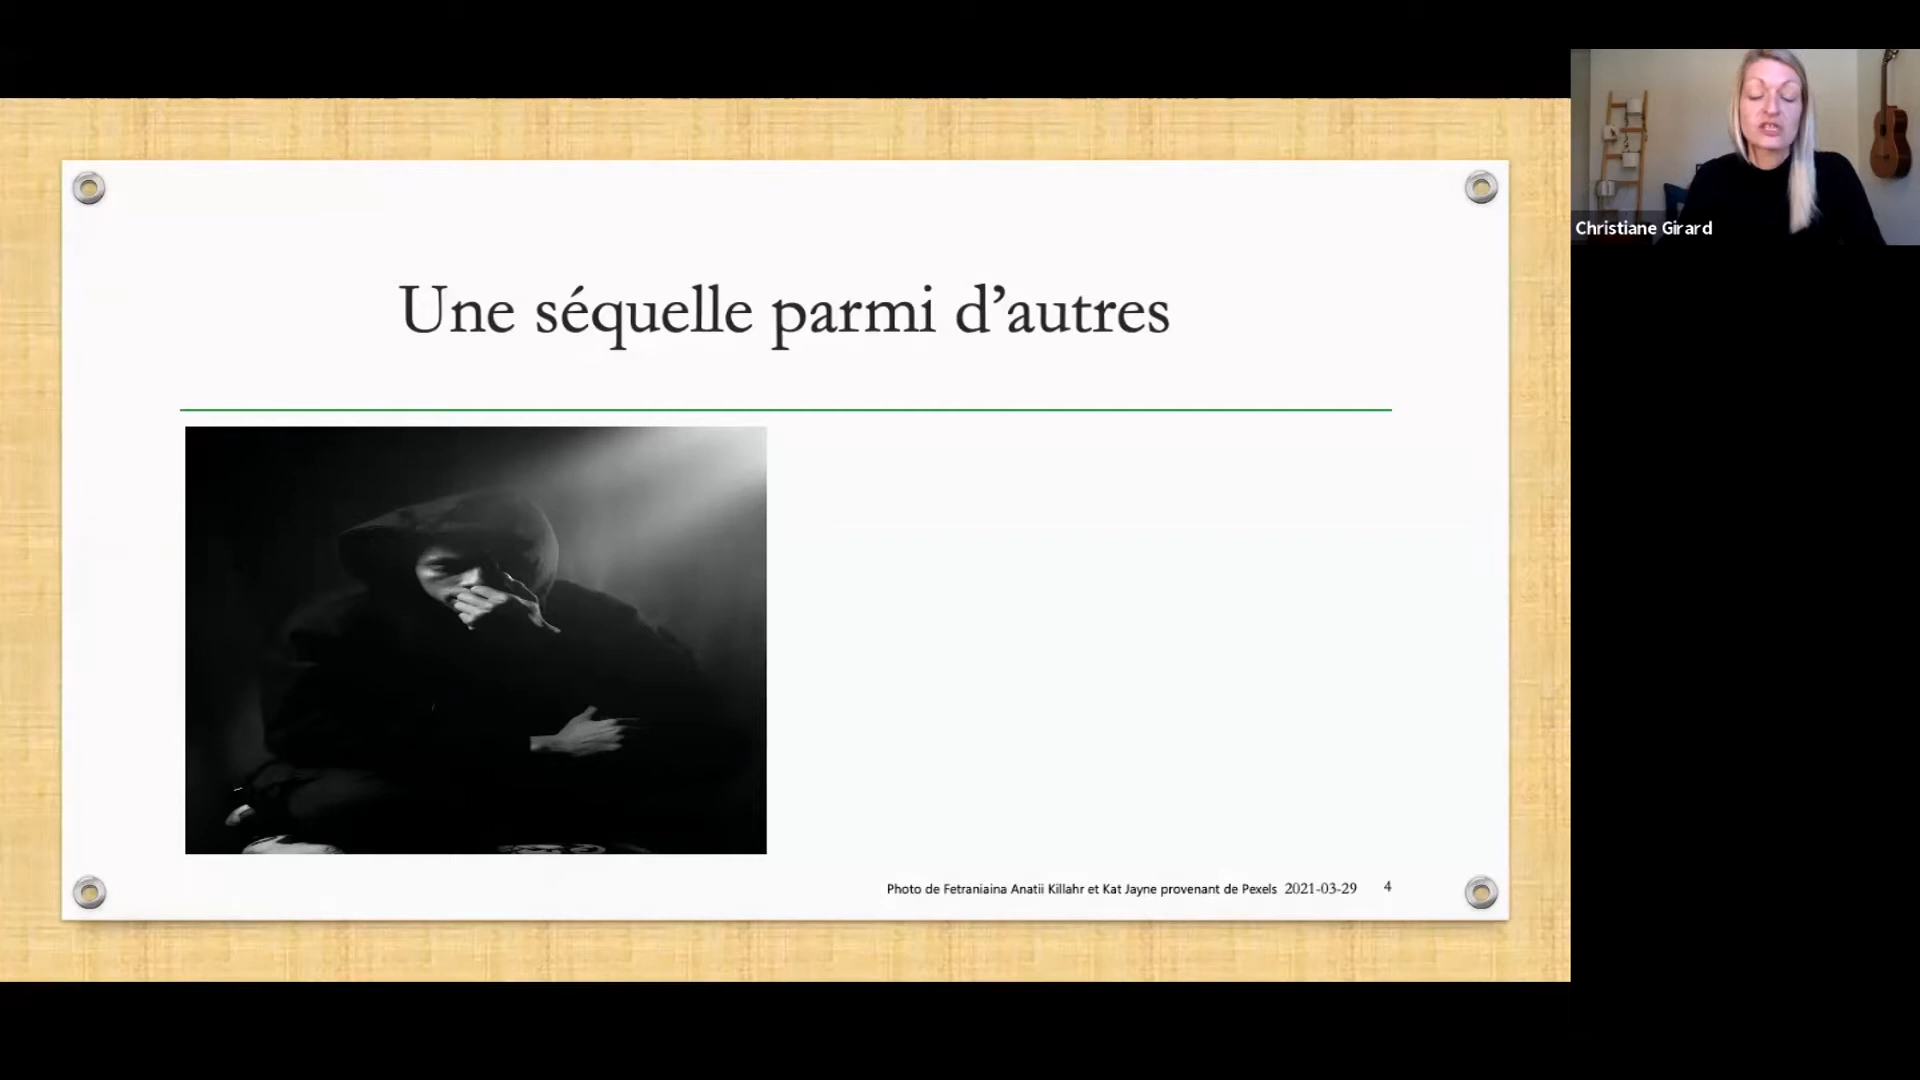 Une séquelle parmi d’autres
Photo de Fetraniaina Anatii Killahr et Kat Jayne provenant de Pexels 2021-03-29 4
Christiane Girard